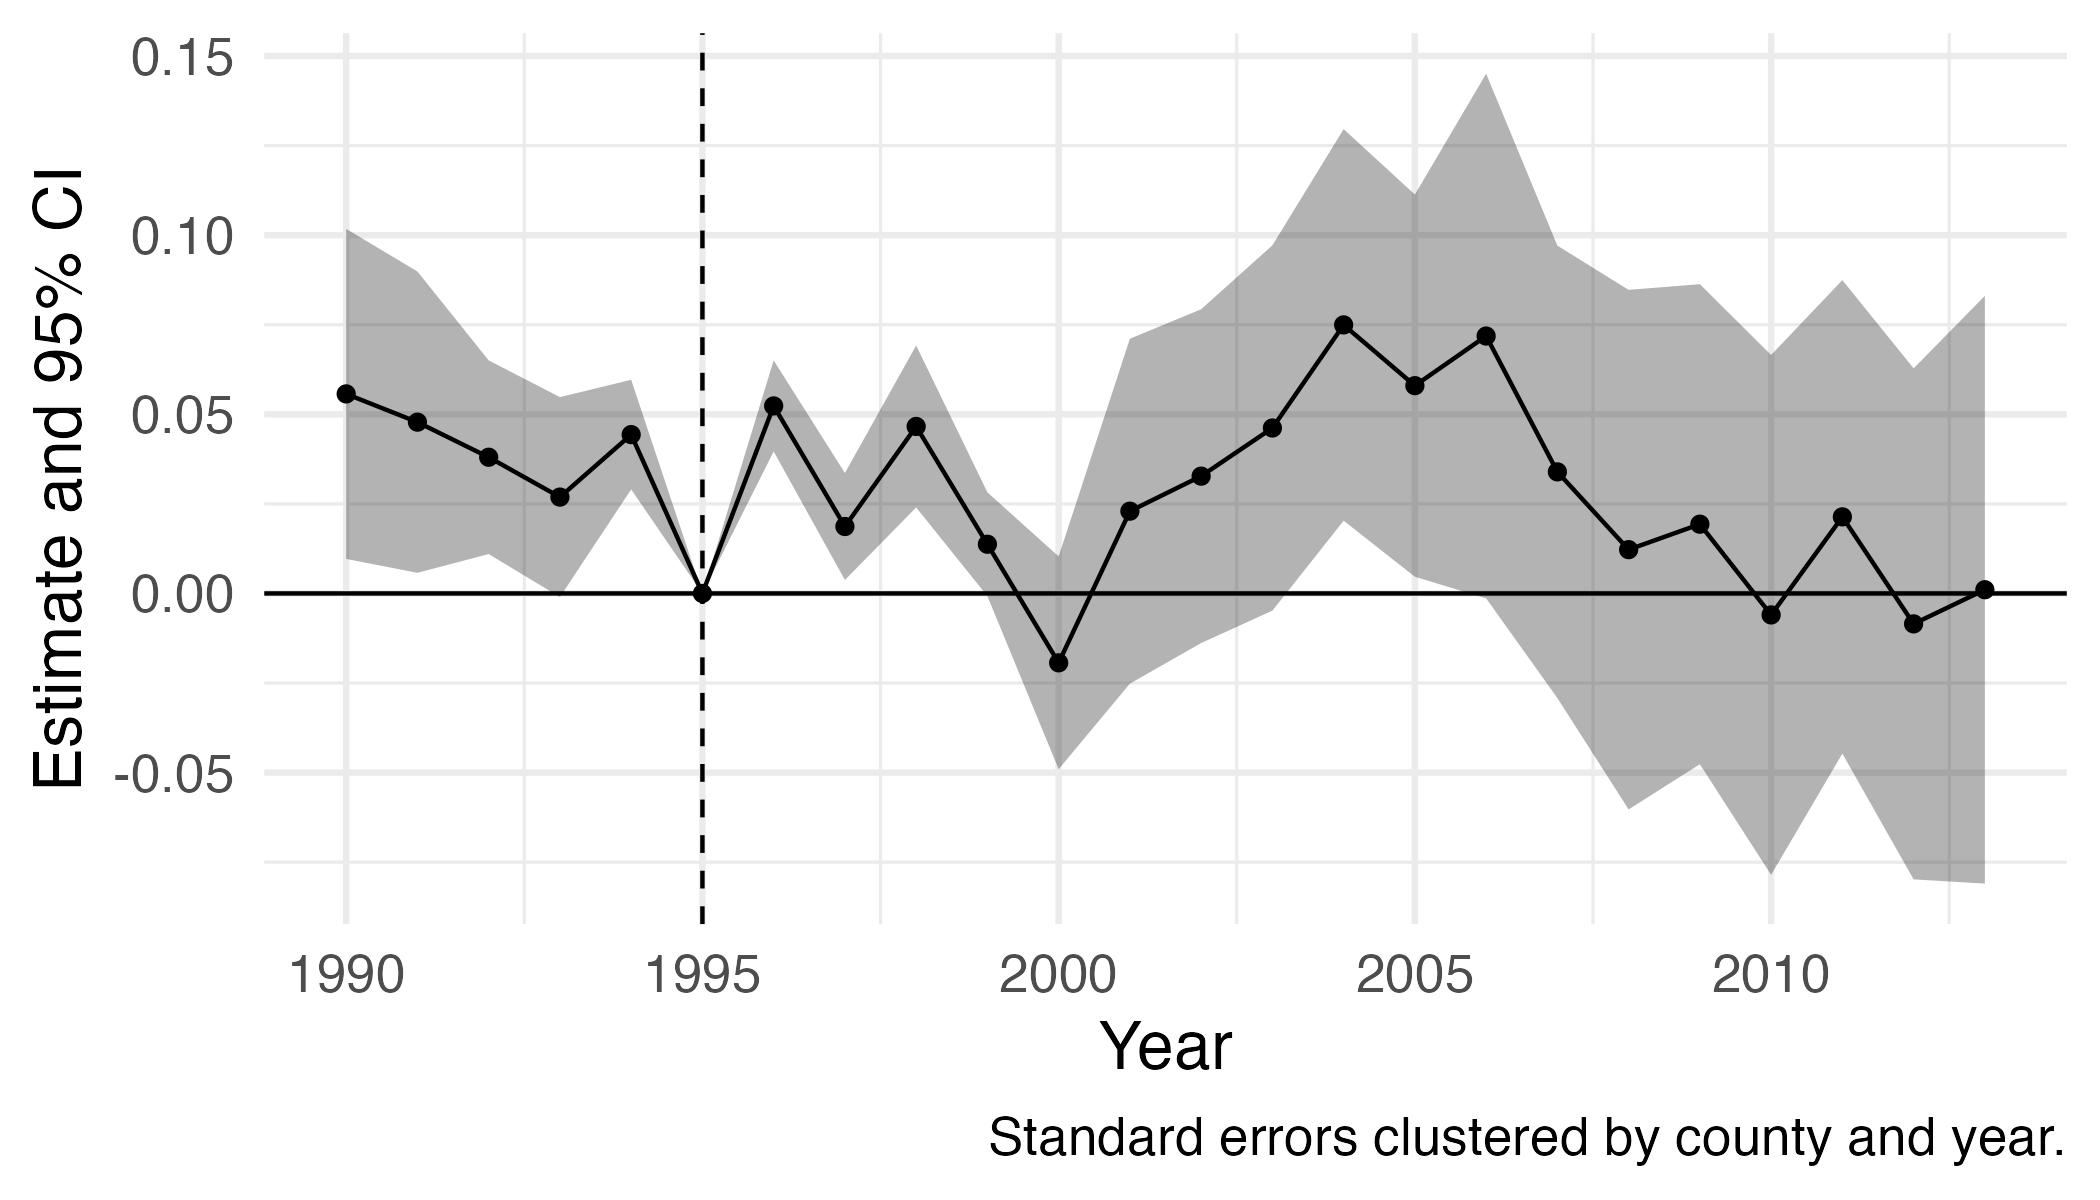 Estimate and 95% CI
0.15
0.10
0.05
0.00
-0.05
1990 1995 2000 2005 2010
Year
Standard errors clustered by county and year.